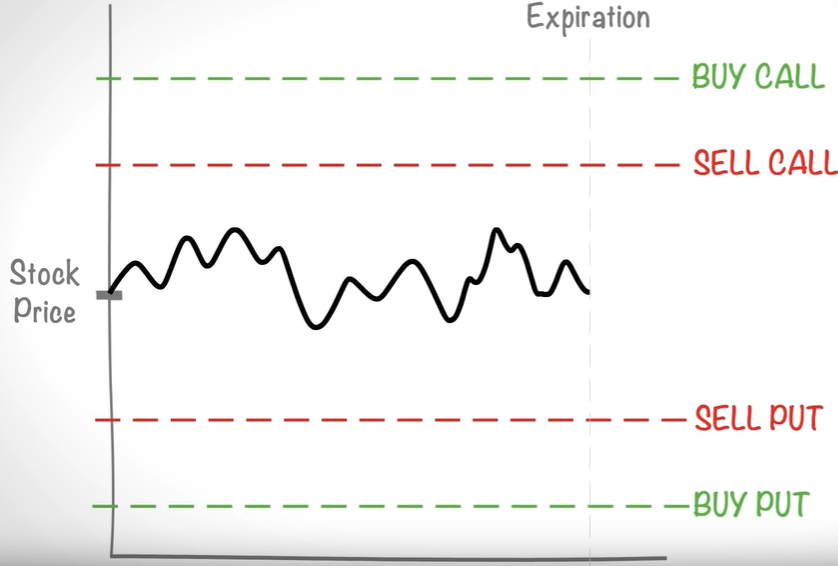 Expiration
BUY CALL
SELL CALL
Stock
Price
SELL PUT
BUY PUT